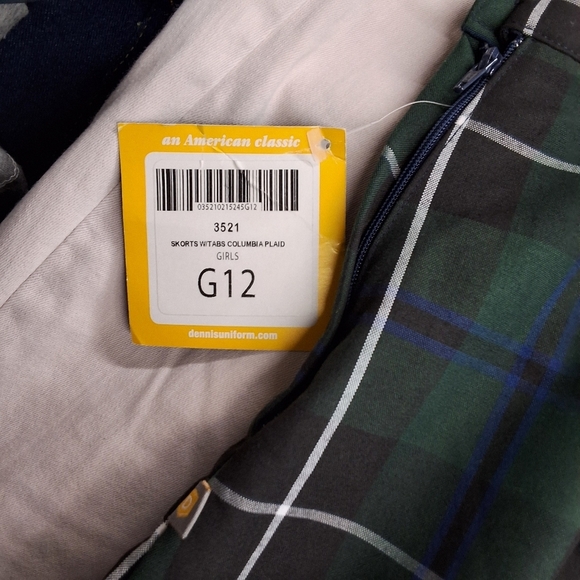 an American classic
035210215245G12
3521
SKORTS W/TABS COLUMBIA PLAID
GIRLS
G12
dennisuniform.com